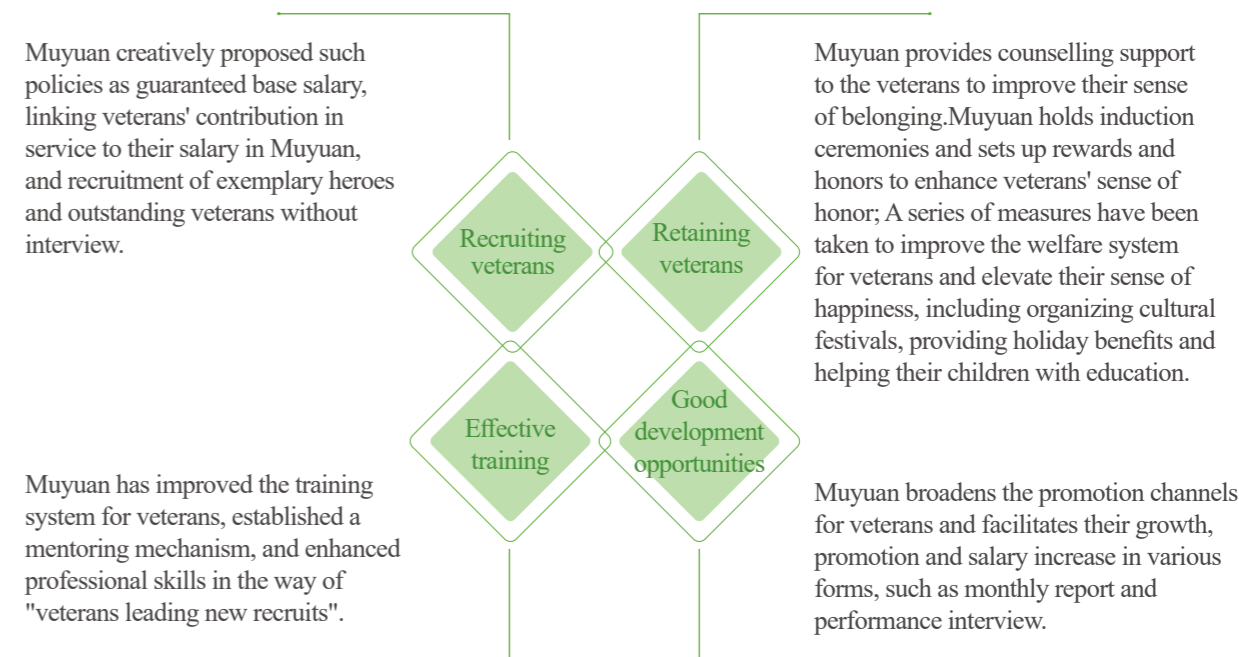 Muyuan creatively proposed such
policies as guaranteed base salary,
linking veterans' contribution in
service to their salary in Muyuan,
and recruitment of exemplary heroes
and outstanding veterans without
interview.
Recruiting
veterans
Retaining
veterans
Muyuan provides counselling support
to the veterans to improve their sense
of belonging.Muyuan holds induction
ceremonies and sets up rewards and
honors to enhance veterans' sense of
honor; A series of measures have been
taken to improve the welfare system
for veterans and elevate their sense of
happiness, including organizing cultural
festivals, providing holiday benefits and
helping their children with education.
Muyuan has improved the training
system for veterans, established a
mentoring mechanism, and enhanced
professional skills in the way of
"veterans leading new recruits".
Effective
training
Good
development
opportunities
Muyuan broadens the promotion channels
for veterans and facilitates their growth,
promotion and salary increase in various
forms, such as monthly report and
performance interview.